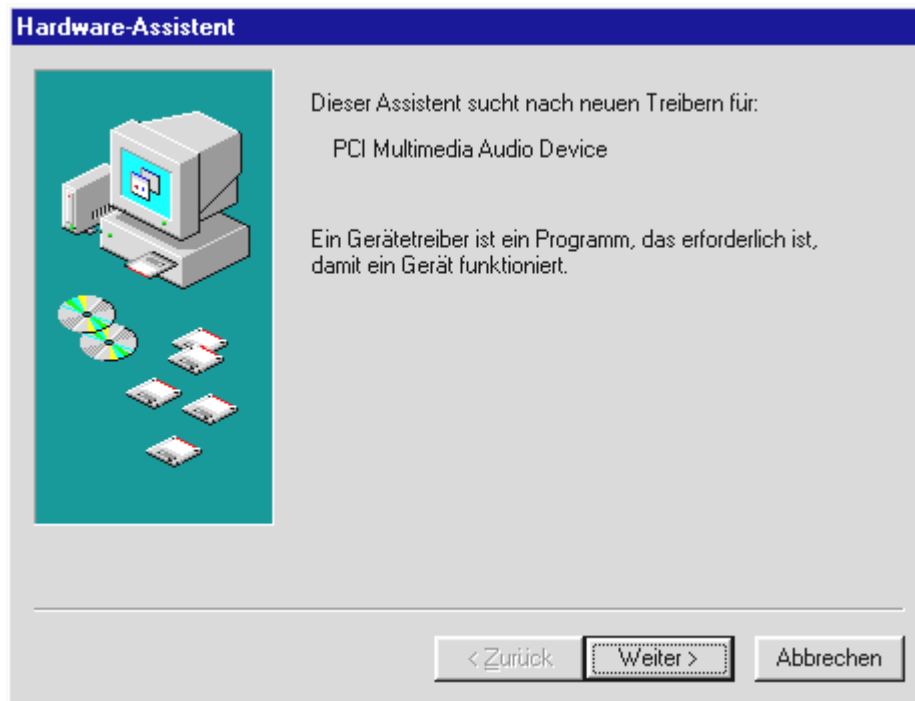 Hardware-Assistent
Dieser Assistent sucht nach neuen Treibern für:
PCI Multimedia Audio Device
Ein Gerätetreiber ist ein Programm, das erforderlich ist,
damit ein Gerät funktioniert.
< Zurück
Weiter >
Abbrechen